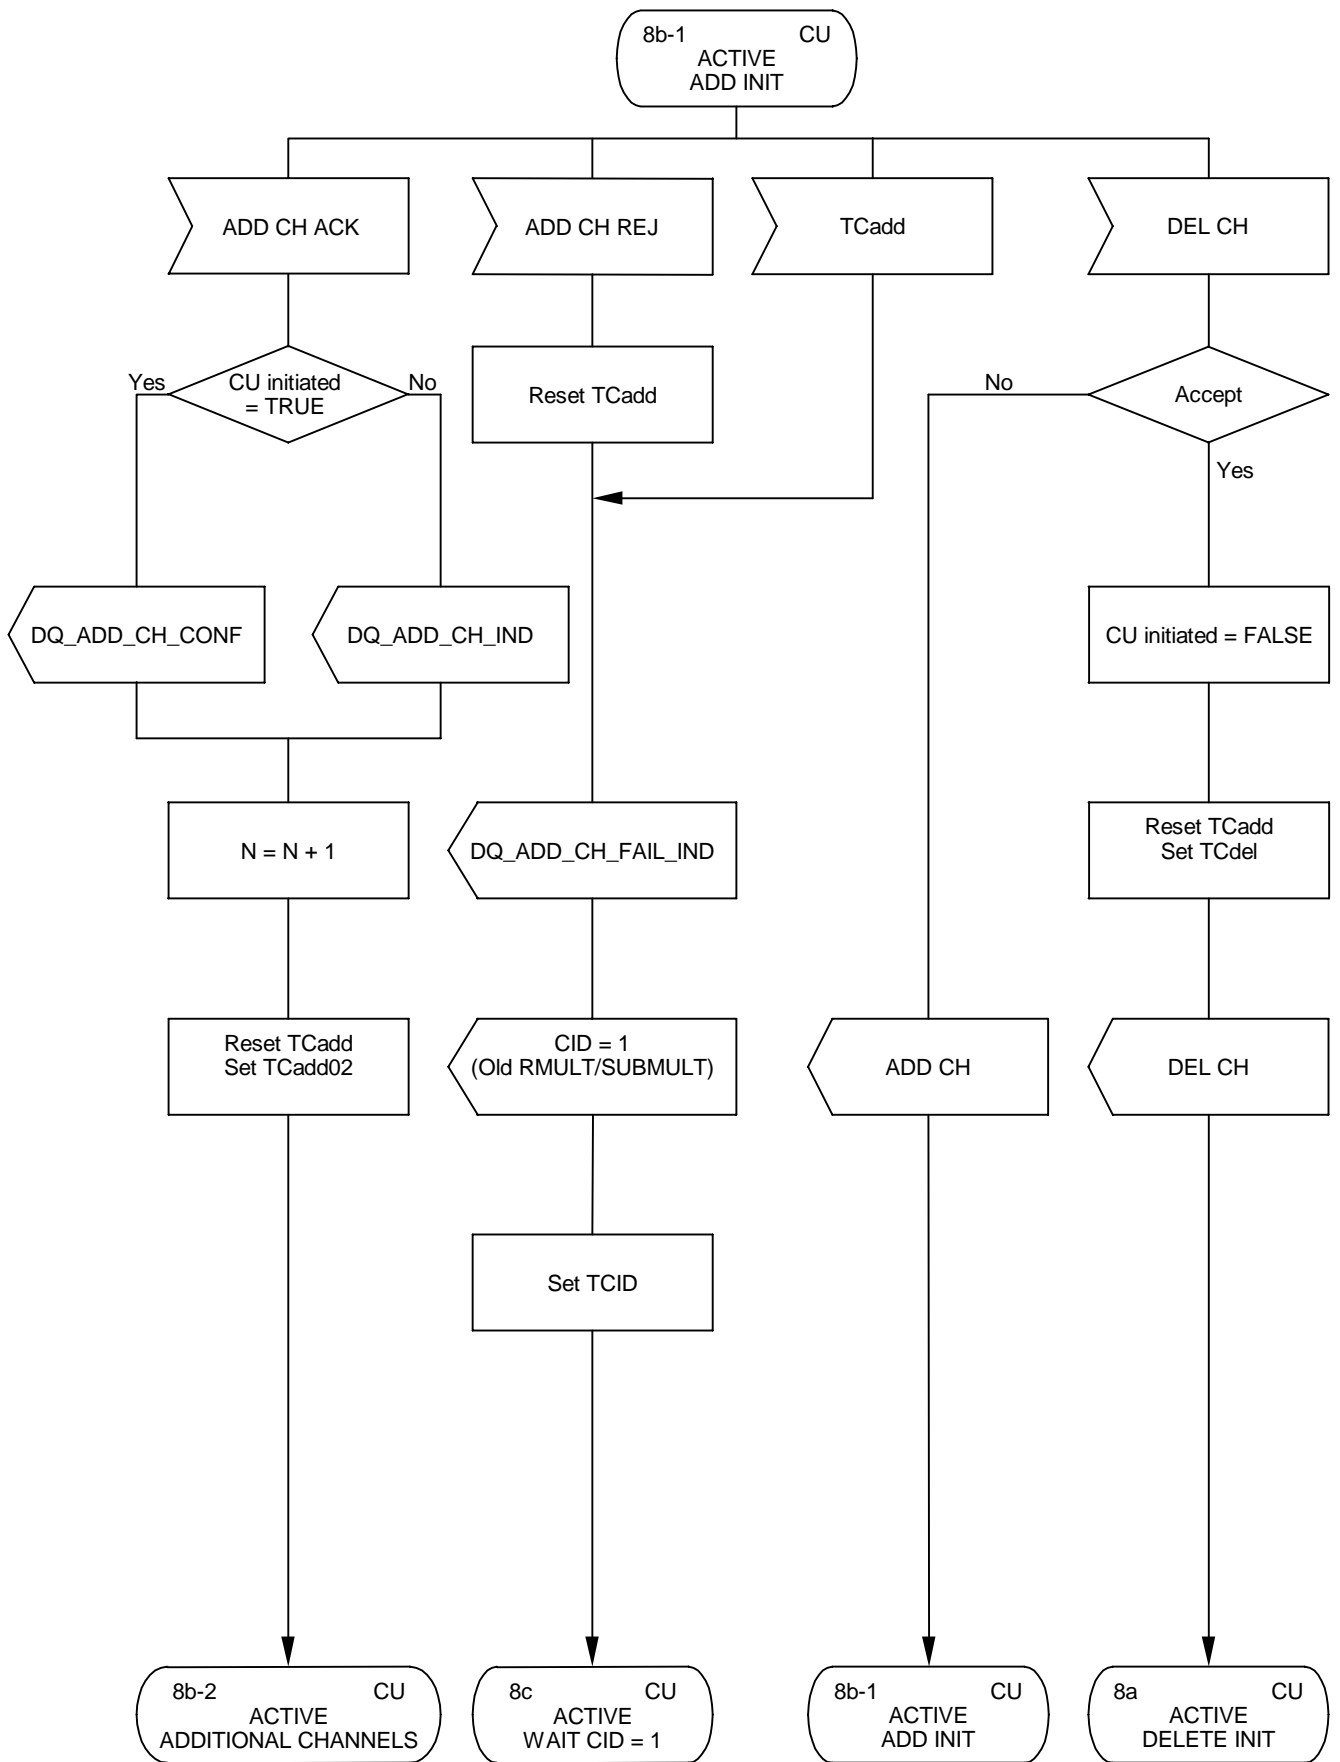 8b-1 CU
ACTIVE
ADD INIT
ADD CH ACK
ADD CH REJ
TCadd
DEL CH
Yes
CU initiated
= TRUE
No
Reset TCadd
No
Accept
Yes
DQ_ADD_CH_CONF
DQ_ADD_CH_IND
CU initiated = FALSE
N = N + 1
DQ_ADD_CH_FAIL_IND
Reset TCadd
Set TCdel
Reset TCadd
Set TCadd02
CID = 1
(Old RMULT/SUBMULT)
ADD CH
DEL CH
Set TCID
8b-2 CU
ACTIVE
ADDITIONAL CHANNELS
8c CU
ACTIVE
WAIT CID = 1
8b-1 CU
ACTIVE
ADD INIT
8a CU
ACTIVE
DELETE INIT